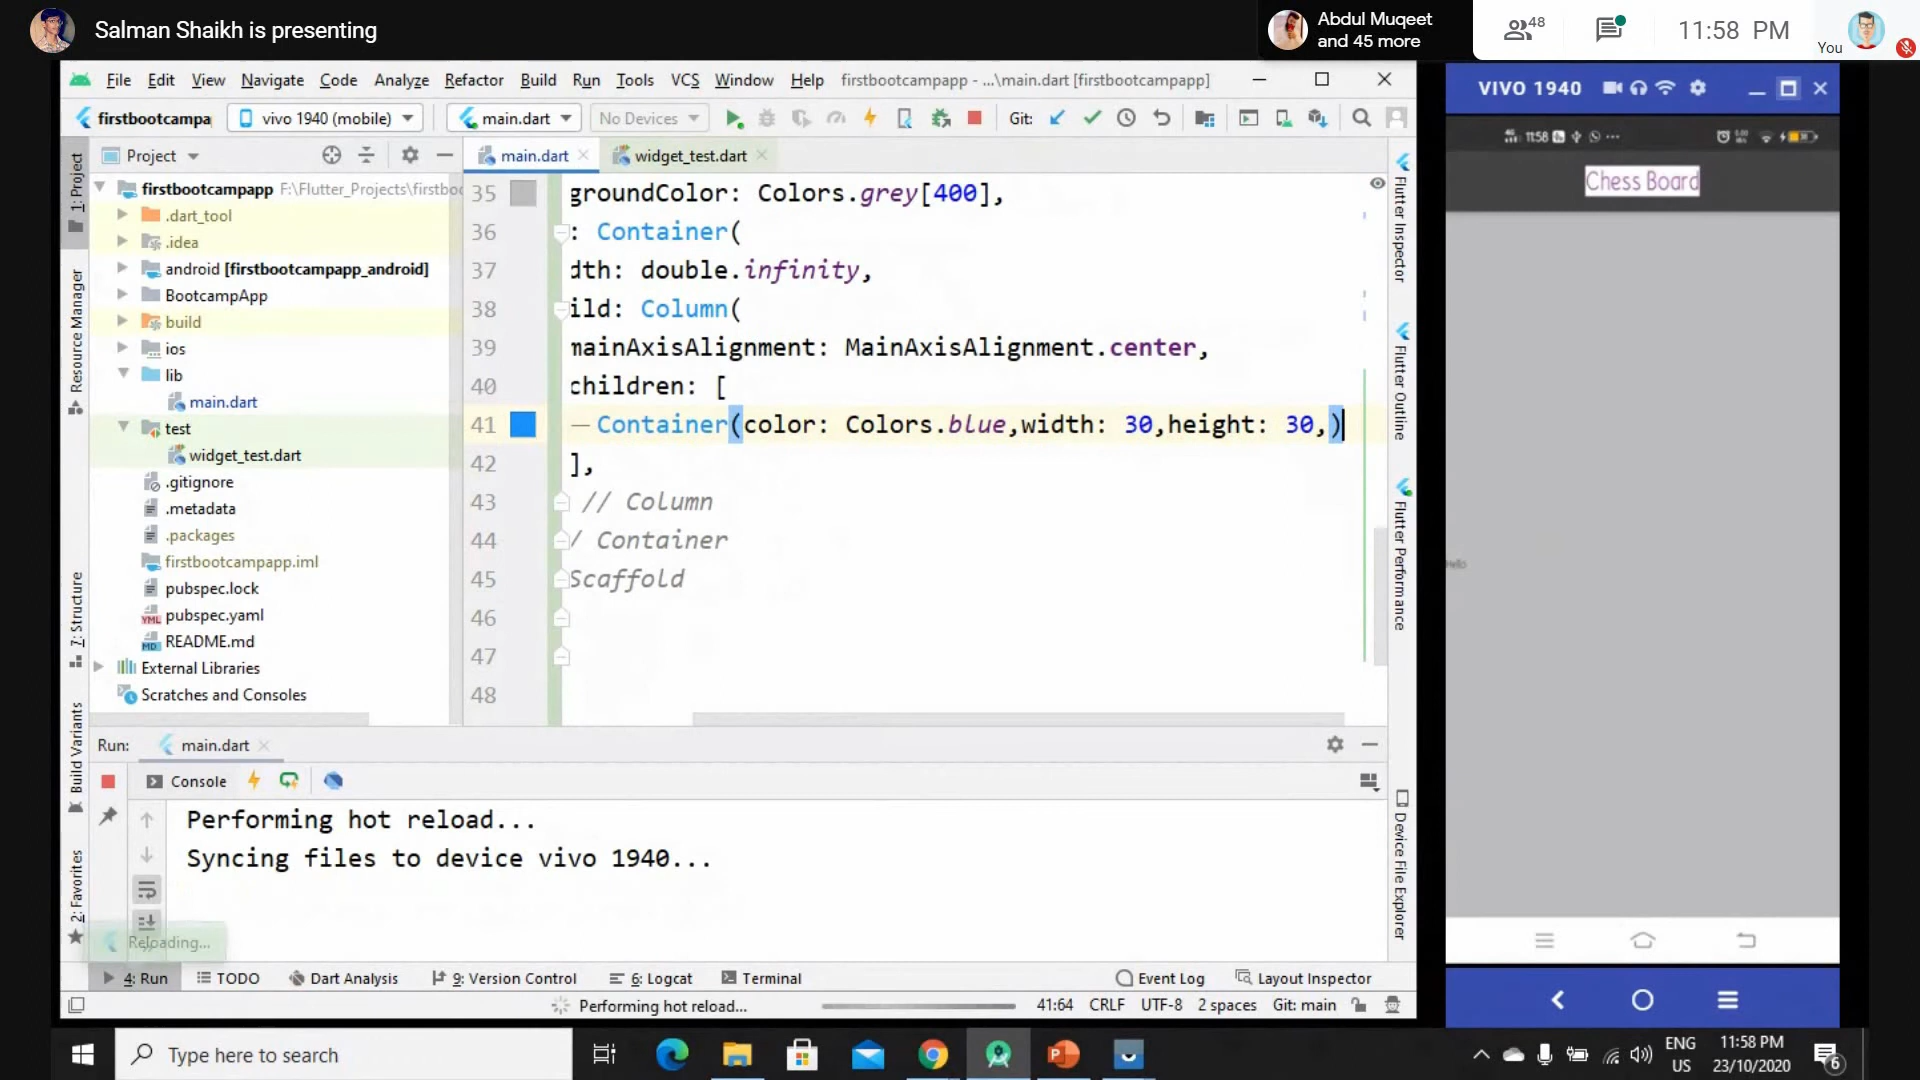 Salman Shaikh is presenting
Abdul Muqeet
and 45 more
48
11:58 PM
You
File Edit View Navigate Code Analyze Refactor Build Run Tools VCS Window Help firstbootcampapp - ...\main.dart [firstbootcampapp]
firstbootcampa
vivo 1940 (mobile)
main.dart
No Devices
Git:
1: Project
Resource Manager
7: Structure
Build Variants
2: Favorites
Project
firstbootcampapp F:\Flutter_Projects\firstboo
.dart_tool
.idea
android [firstbootcampapp_android]
BootcampApp
build
ios
lib
main.dart
test
widget_test.dart
.gitignore
.metadata
.packages
firstbootcampapp.iml
pubspec.lock
pubspec.yaml
README.md
External Libraries
Scratches and Consoles
main.dart
widget_test.dart
35 groundColor: Colors.grey[400],
36 : Container(
37 dth: double.infinity,
38 ild: Column(
39 mainAxisAlignment: MainAxisAlignment.center,
40 children: [
41 Container(color: Colors.blue,width: 30,height: 30,)
42 ],
43 // Column
44 / Container
45 Scaffold
46
47
48
Flutter Inspector
Flutter Outline
Flutter Performance
Device File Explorer
Run: main.dart
Console
Performing hot reload...
Syncing files to device vivo 1940...
Reloading...
4: Run
TODO
Dart Analysis
9: Version Control
6: Logcat
Terminal
Event Log
Layout Inspector
Performing hot reload...
41:64 CRLF UTF-8 2 spaces Git: main
VIVO 1940
11:58
Chess Board
Hello
Type here to search
ENG
US
11:58 PM
23/10/2020
6